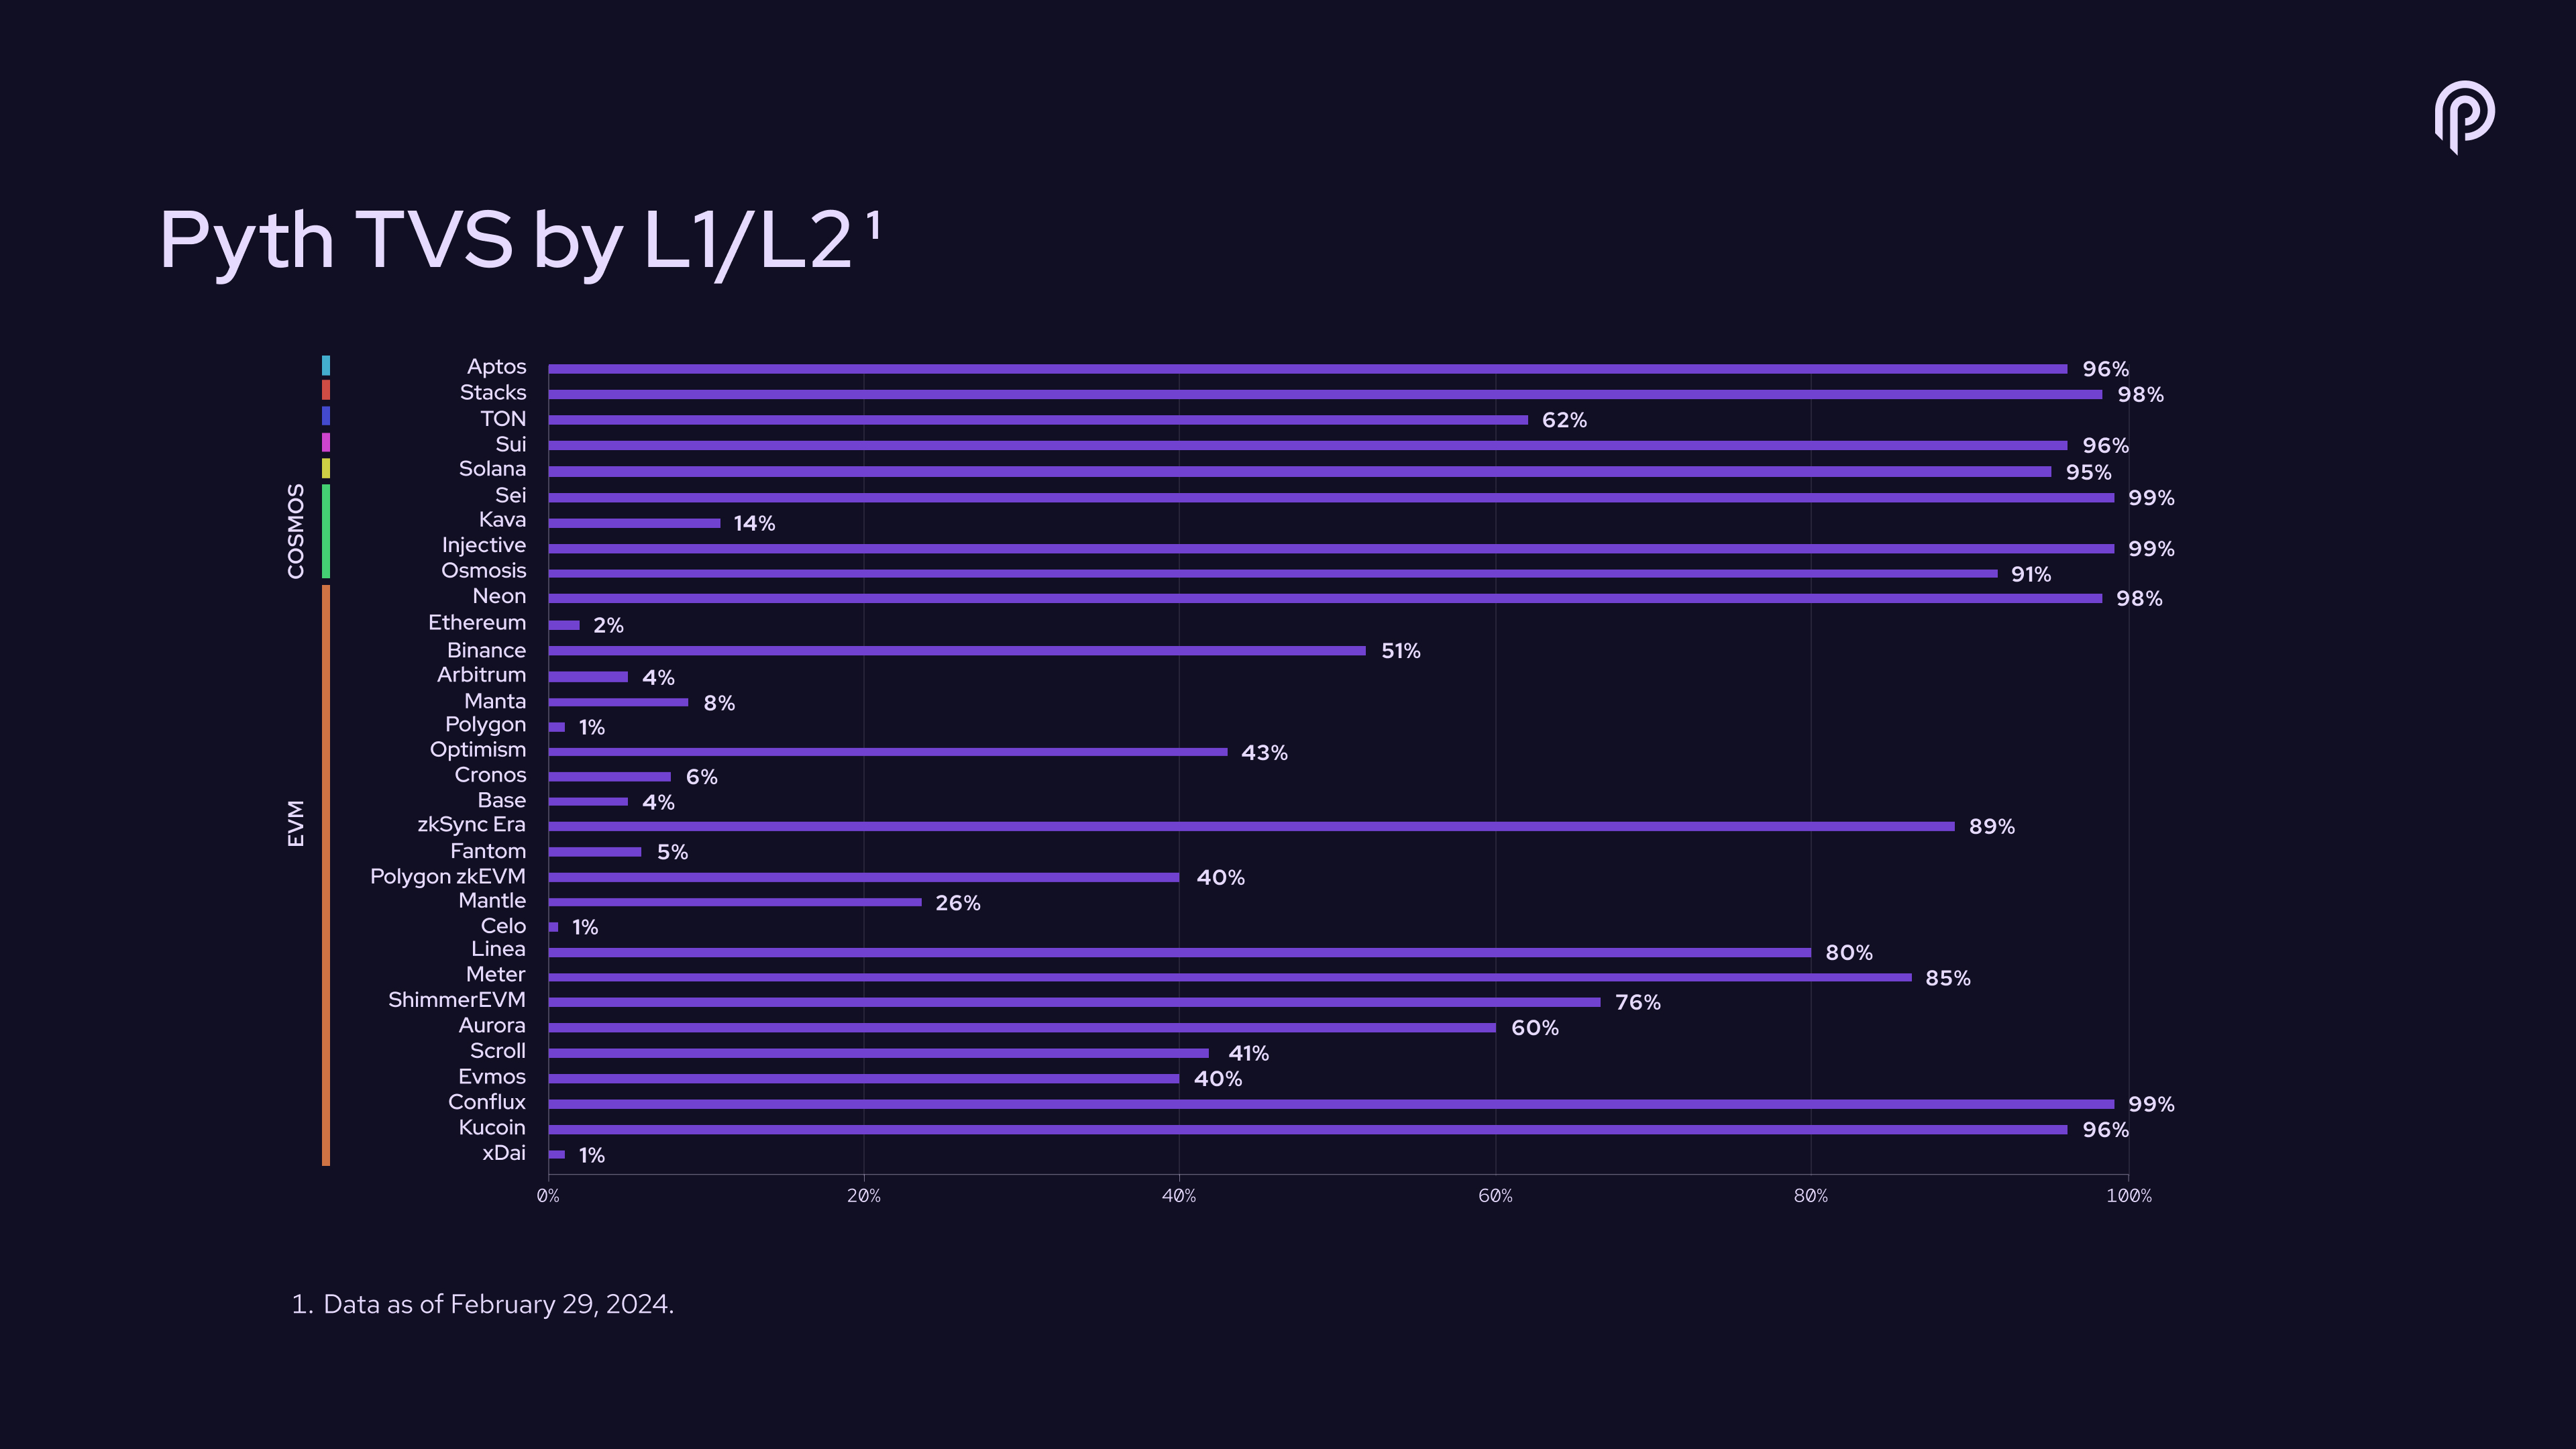 Pyth TVS by L1/L2 ¹
COSMOS
EVM
Aptos 96%
Stacks 98%
TON 62%
Sui 96%
Solana 95%
Sei 99%
Kava 14%
Injective 99%
Osmosis 91%
Neon 98%
Ethereum 2%
Binance 51%
Arbitrum 4%
Manta 8%
Polygon 1%
Optimism 43%
Cronos 6%
Base 4%
zkSync Era 89%
Fantom 5%
Polygon zkEVM 40%
Mantle 26%
Celo 1%
Linea 80%
Meter 85%
ShimmerEVM 76%
Aurora 60%
Scroll 41%
Evmos 40%
Conflux 99%
Kucoin 96%
xDai 1%
0% 20% 40% 60% 80% 100%
1. Data as of February 29, 2024.